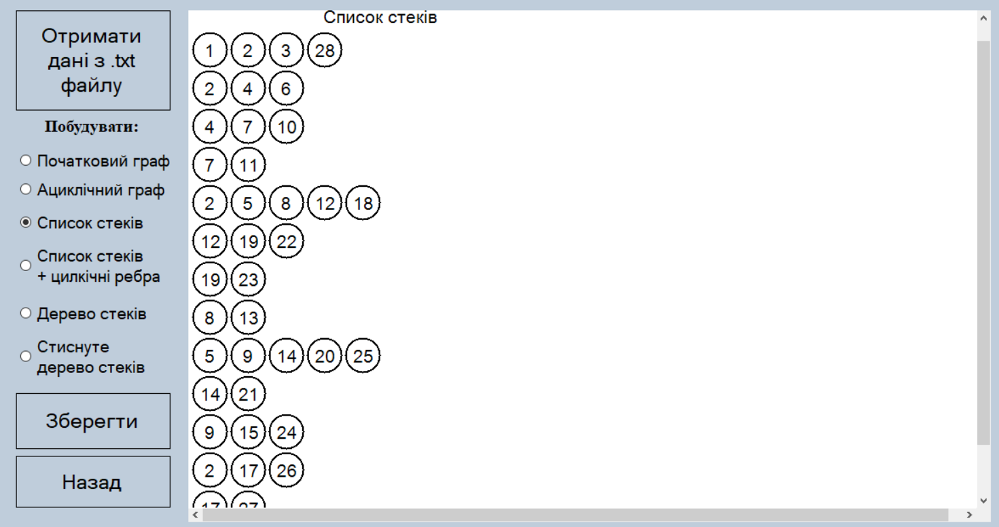 Отримати
дані з .txt
файлу
Побудувати:
Початковий граф
Ациклічний граф
Список стеків
Список стеків
+ цилкічні ребра
Дерево стеків
Стиснуте
дерево стеків
Зберегти
Назад
Список стеків
1 2 3 28
2 4 6
4 7 10
7 11
2 5 8 12 18
12 19 22
19 23
8 13
5 9 14 20 25
14 21
9 15 24
2 17 26
17 27